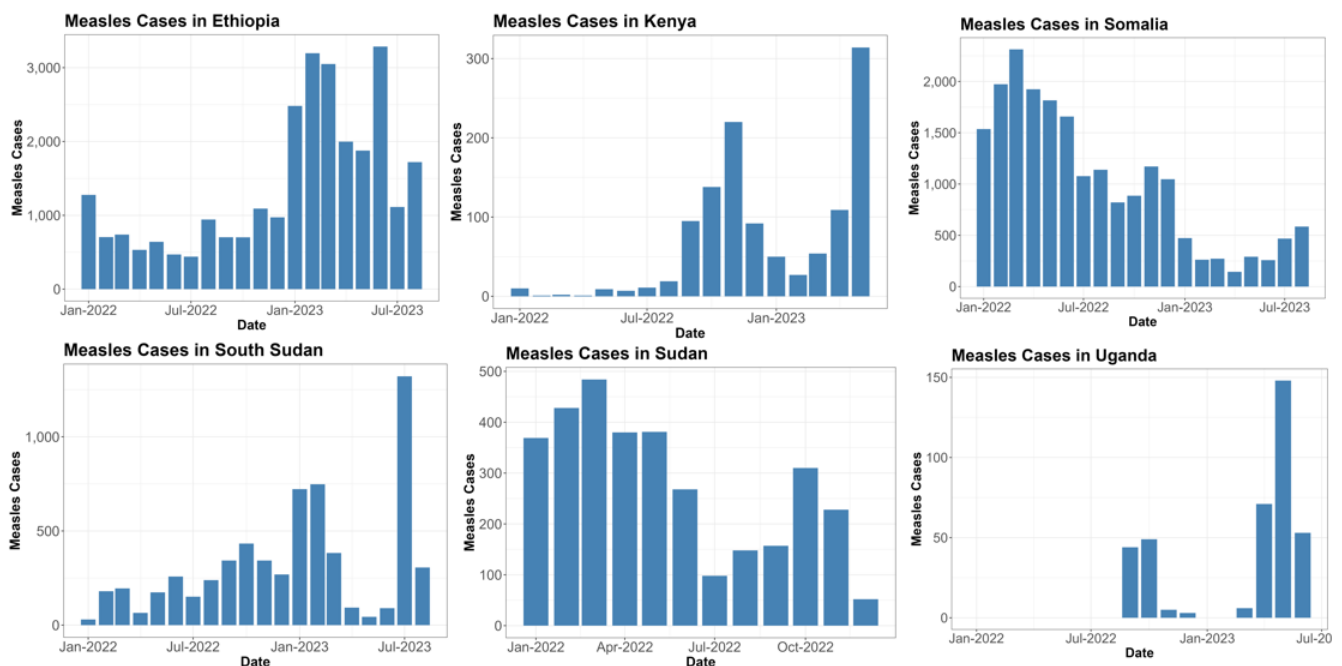 Measles Cases in Ethiopia
Measles Cases
3,000
2,000
1,000
0
Jan-2022 Jul-2022 Jan-2023 Jul-2023
Date
Measles Cases in Kenya
Measles Cases
300
200
100
0
Jan-2022 Jul-2022 Jan-2023
Date
Measles Cases in Somalia
Measles Cases
2,000
1,500
1,000
500
0
Jan-2022 Jul-2022 Jan-2023 Jul-2023
Date
Measles Cases in South Sudan
Measles Cases
1,000
500
0
Jan-2022 Jul-2022 Jan-2023 Jul-2023
Date
Measles Cases in Sudan
Measles Cases
500
400
300
200
100
0
Jan-2022 Apr-2022 Jul-2022 Oct-2022
Date
Measles Cases in Uganda
Measles Cases
150
100
50
0
Jan-2022 Jul-2022 Jan-2023 Jul-20
Date